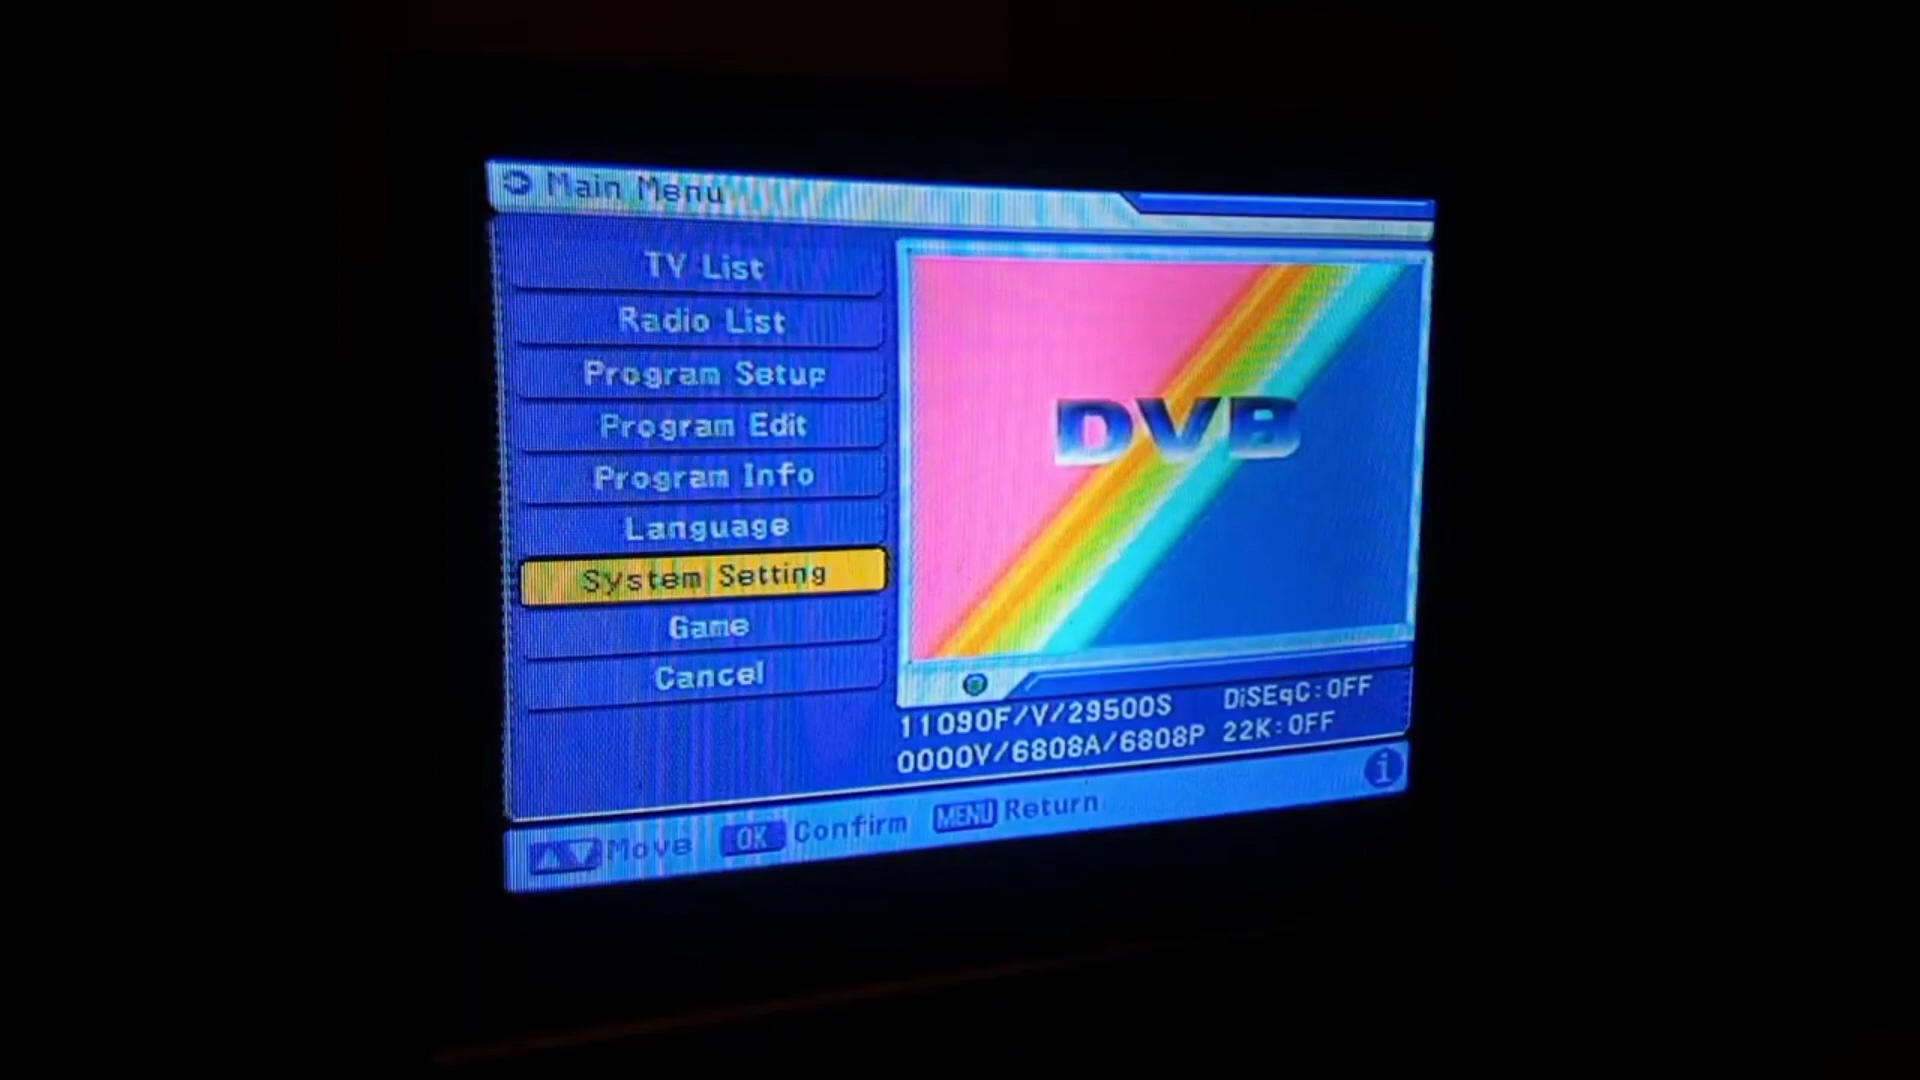 Main Menu
TV List
Radio List
Program Setup
Program Edit
Program Info
Language
System Setting
Game
Cancel
DVB
11090F/V/29500S DiSEqC:OFF
0000V/6808A/6808P 22K:OFF
Move OK Confirm MENU Return i